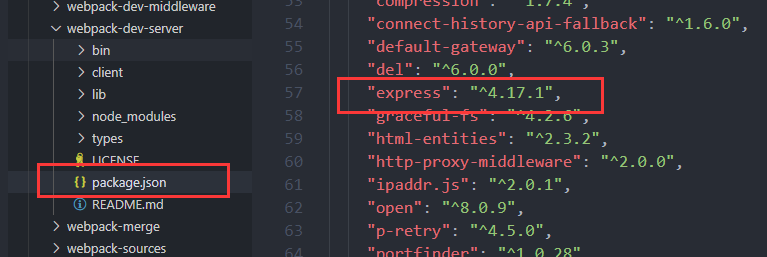 webpack-dev-middleware
webpack-dev-server
bin
client
lib
node_modules
types
LICENSE
{} package.json
README.md
webpack-merge
webpack-sources
53 "compression": "^1.7.4",
54 "connect-history-api-fallback": "^1.6.0",
55 "default-gateway": "^6.0.3",
56 "del": "^6.0.0",
57 "express": "^4.17.1",
58 "graceful-fs": "^4.2.6",
59 "html-entities": "^2.3.2",
60 "http-proxy-middleware": "^2.0.0",
61 "ipaddr.js": "^2.0.1",
62 "open": "^8.0.9",
63 "p-retry": "^4.5.0",
64 "portfinder": "^1.0.28",